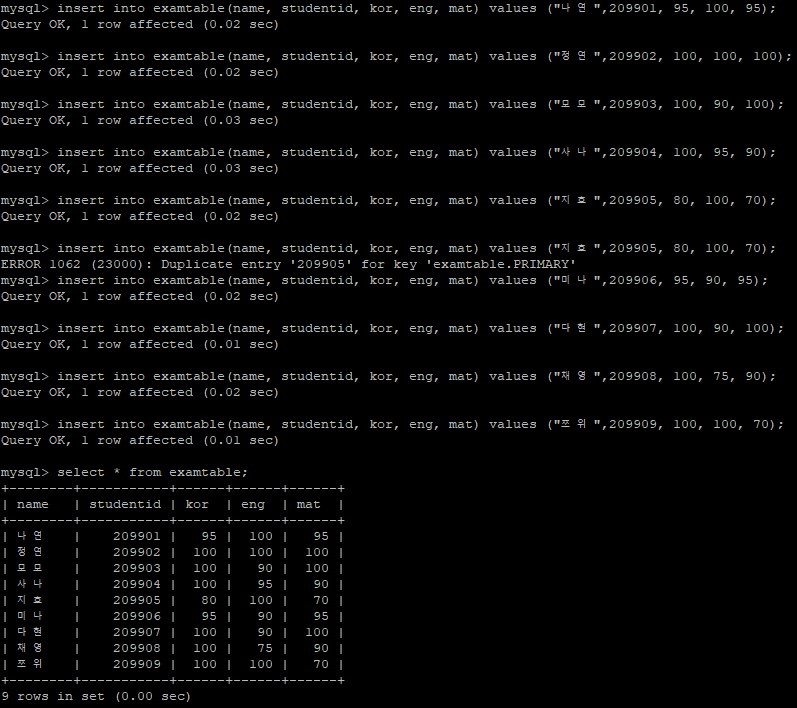 mysql> insert into examtable(name, studentid, kor, eng, mat) values ("나연",209901, 95, 100, 95);
Query OK, 1 row affected (0.02 sec)
mysql> insert into examtable(name, studentid, kor, eng, mat) values ("정연",209902, 100, 100, 100);
Query OK, 1 row affected (0.02 sec)
mysql> insert into examtable(name, studentid, kor, eng, mat) values ("모모",209903, 100, 90, 100);
Query OK, 1 row affected (0.03 sec)
mysql> insert into examtable(name, studentid, kor, eng, mat) values ("사나",209904, 100, 95, 90);
Query OK, 1 row affected (0.03 sec)
mysql> insert into examtable(name, studentid, kor, eng, mat) values ("지효",209905, 80, 100, 70);
Query OK, 1 row affected (0.02 sec)
mysql> insert into examtable(name, studentid, kor, eng, mat) values ("지효",209905, 80, 100, 70);
ERROR 1062 (23000): Duplicate entry '209905' for key 'examtable.PRIMARY'
mysql> insert into examtable(name, studentid, kor, eng, mat) values ("미나",209906, 95, 90, 95);
Query OK, 1 row affected (0.02 sec)
mysql> insert into examtable(name, studentid, kor, eng, mat) values ("다현",209907, 100, 90, 100);
Query OK, 1 row affected (0.01 sec)
mysql> insert into examtable(name, studentid, kor, eng, mat) values ("채영",209908, 100, 75, 90);
Query OK, 1 row affected (0.02 sec)
mysql> insert into examtable(name, studentid, kor, eng, mat) values ("쯔위",209909, 100, 100, 70);
Query OK, 1 row affected (0.01 sec)
mysql> select * from examtable;
+--------+-----------+------+------+------+
| name | studentid | kor | eng | mat |
+--------+-----------+------+------+------+
| 나연 | 209901 | 95 | 100 | 95 |
| 정연 | 209902 | 100 | 100 | 100 |
| 모모 | 209903 | 100 | 90 | 100 |
| 사나 | 209904 | 100 | 95 | 90 |
| 지효 | 209905 | 80 | 100 | 70 |
| 미나 | 209906 | 95 | 90 | 95 |
| 다현 | 209907 | 100 | 90 | 100 |
| 채영 | 209908 | 100 | 75 | 90 |
| 쯔위 | 209909 | 100 | 100 | 70 |
+--------+-----------+------+------+------+
9 rows in set (0.00 sec)